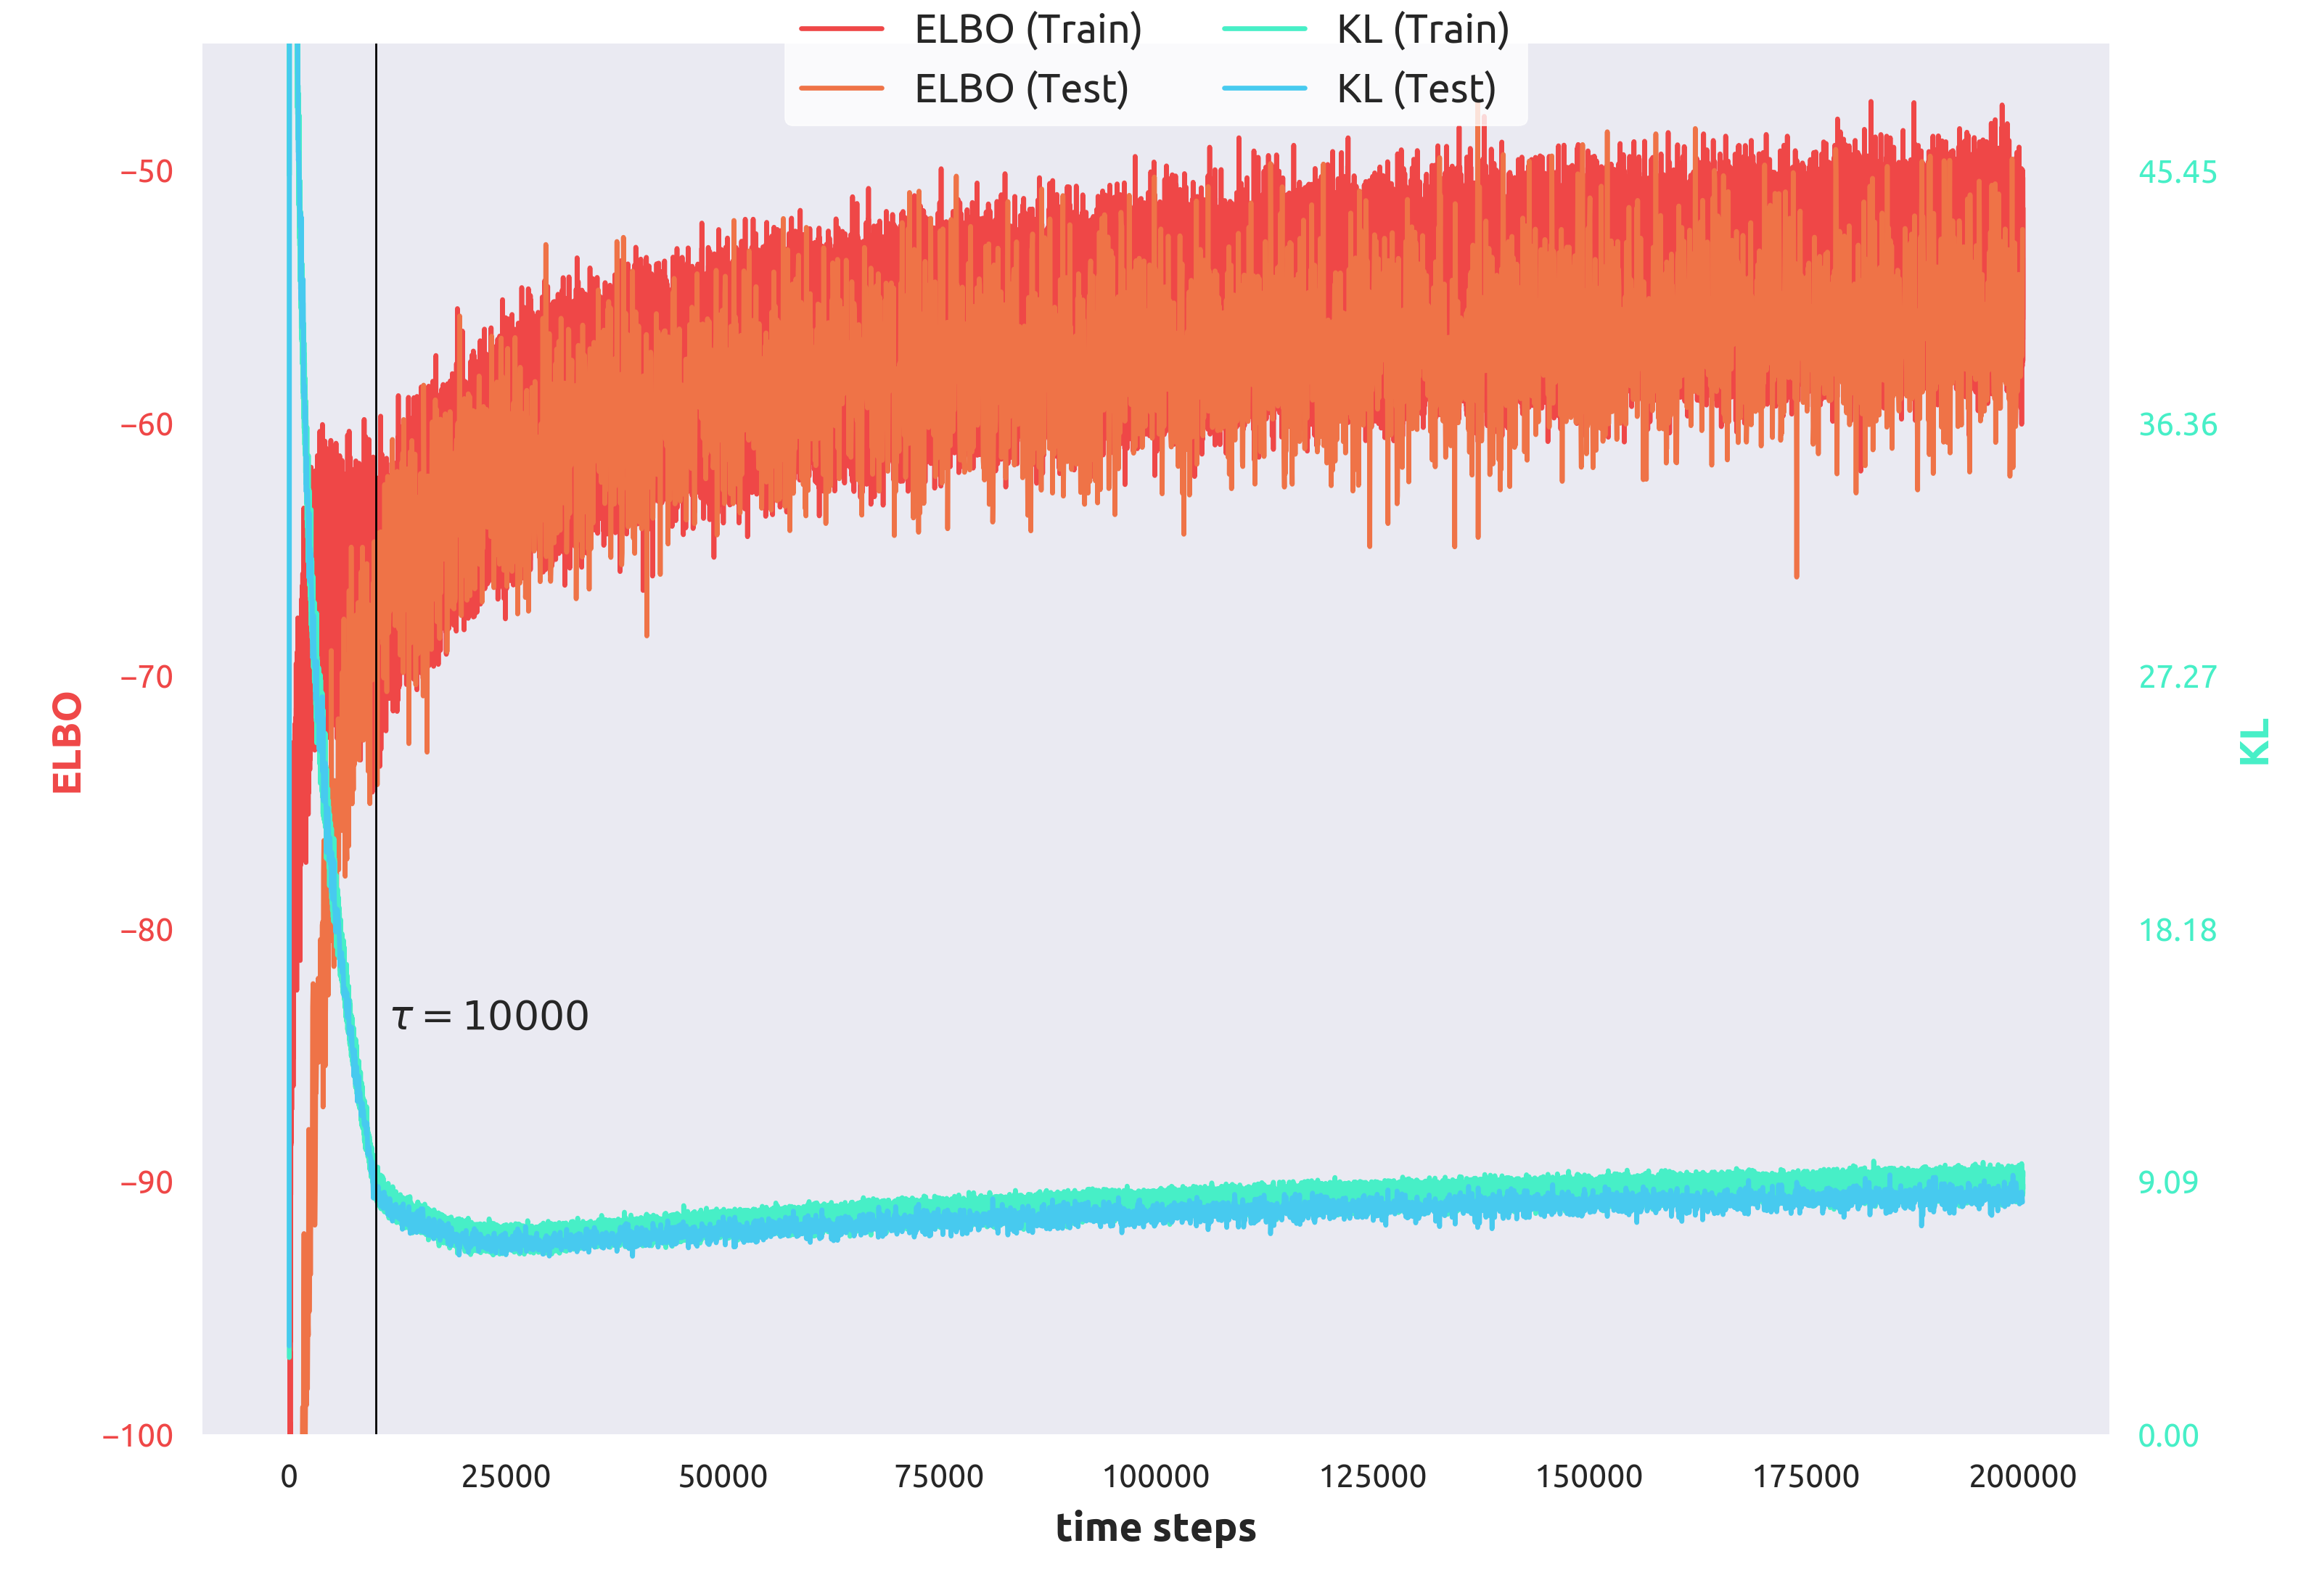 ELBO (Train) KL (Train)
ELBO (Test) KL (Test)
−50 45.45
−60 36.36
−70 27.27
ELBO KL
−80 18.18
τ = 10000
−90 9.09
−100 0.00
0 25000 50000 75000 100000 125000 150000 175000 200000
time steps